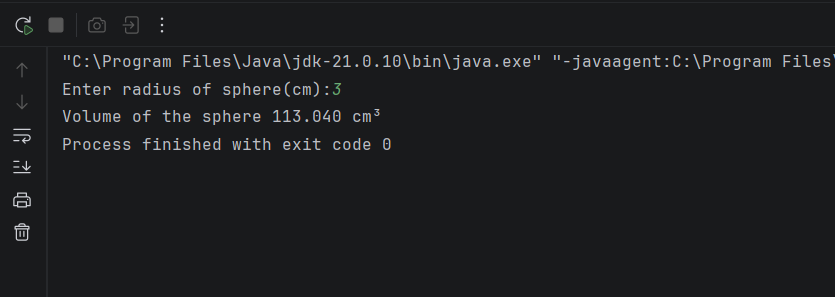 "C:\Program Files\Java\jdk-21.0.10\bin\java.exe" "-javaagent:C:\Program Files\
Enter radius of sphere(cm):3
Volume of the sphere 113.040 cm³
Process finished with exit code 0